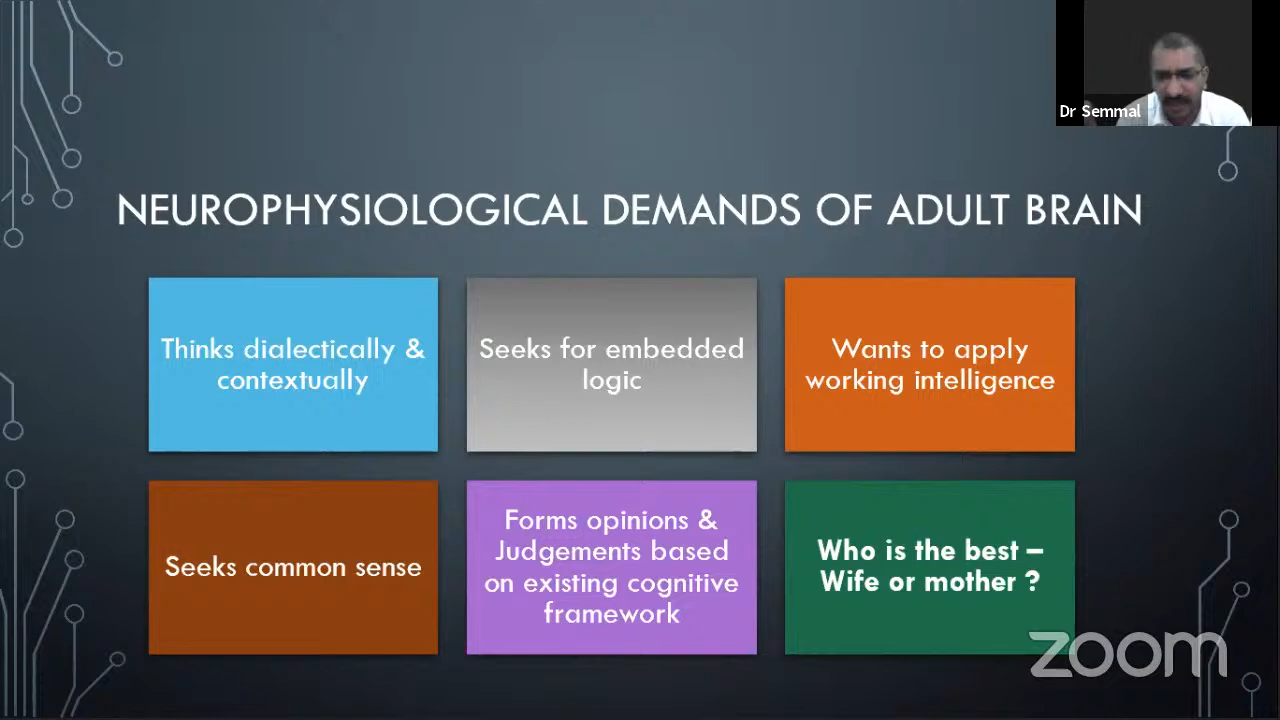 Dr Semmal
NEUROPHYSIOLOGICAL DEMANDS OF ADULT BRAIN
Thinks dialectically &
contextually
Seeks for embedded
logic
Wants to apply
working intelligence
Seeks common sense
Forms opinions &
Judgements based
on existing cognitive
framework
Who is the best –
Wife or mother ?
zoom